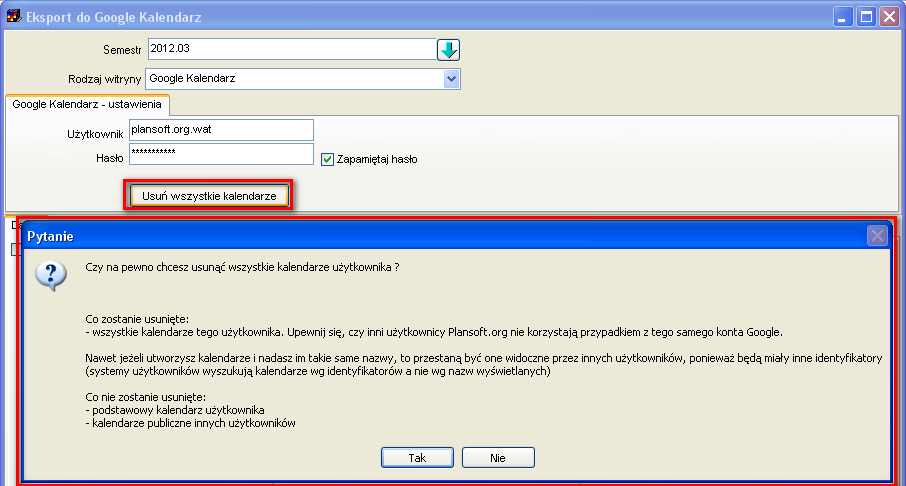 Eksport do Google Kalendarz
Semestr 2012.03
Rodzaj witryny Google Kalendarz
Google Kalendarz - ustawienia
Użytkownik plansoft.org.wat
Hasło ***********
Zapamiętaj hasło
Usuń wszystkie kalendarze
Pytanie
Czy na pewno chcesz usunąć wszystkie kalendarze użytkownika ?
Co zostanie usunięte:
- wszystkie kalendarze tego użytkownika. Upewnij się, czy inni użytkownicy Plansoft.org nie korzystają przypadkiem z tego samego konta Google.
Nawet jeżeli utworzysz kalendarze i nadasz im takie same nazwy, to przestaną być one widoczne przez innych użytkowników, ponieważ będą miały inne identyfikatory
(systemy użytkowników wyszukują kalendarze wg identyfikatorów a nie wg nazw wyświetlanych)
Co nie zostanie usunięte:
- podstawowy kalendarz użytkownika
- kalendarze publiczne innych użytkowników
Tak
Nie